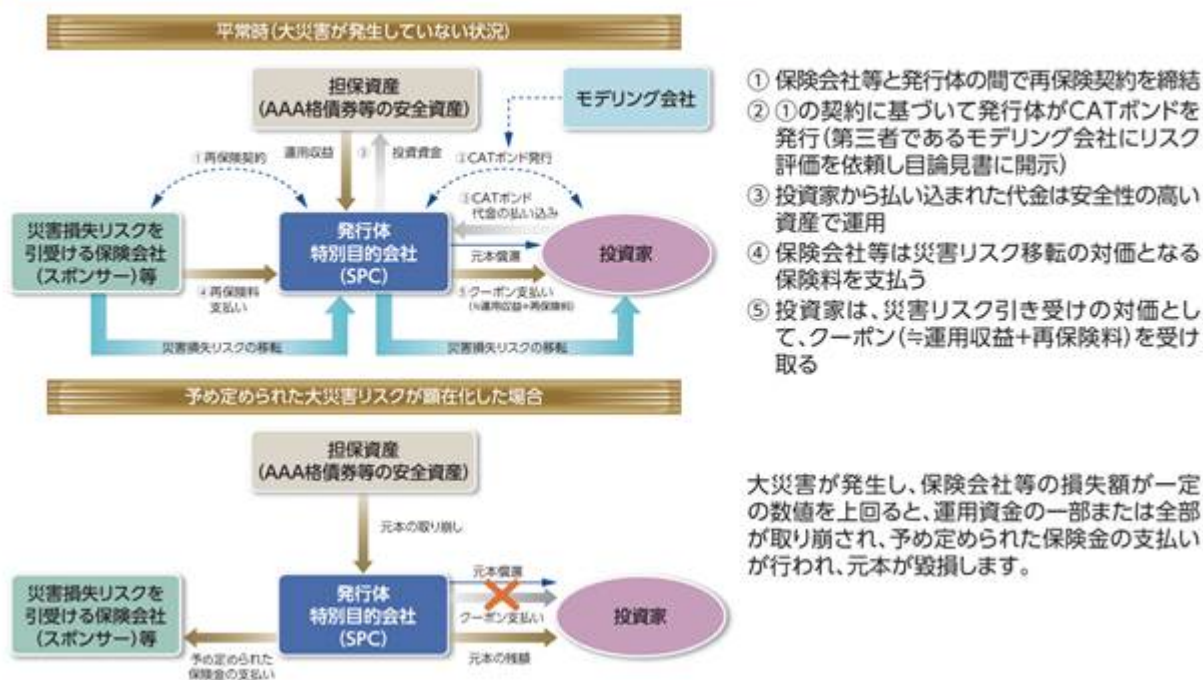 平常時(大災害が発生していない状況)
担保資産
(AAA格債券等の安全資産)
モデリング会社
①再保険契約
運用収益
③
投資資金
②CATボンド発行
③CATボンド
代金の払い込み
災害損失リスクを
引受ける保険会社
(スポンサー)等
発行体
特別目的会社
(SPC)
投資家
元本償還
④再保険料
支払い
⑤クーポン支払い
(≒運用収益+再保険料)
災害損失リスクの移転
災害損失リスクの移転
① 保険会社等と発行体の間で再保険契約を締結
② ①の契約に基づいて発行体がCATボンドを
発行(第三者であるモデリング会社にリスク
評価を依頼し目論見書に開示)
③ 投資家から払い込まれた代金は安全性の高い
資産で運用
④ 保険会社等は災害リスク移転の対価となる
保険料を支払う
⑤ 投資家は、災害リスク引き受けの対価とし
て、クーポン(≒運用収益+再保険料)を受け
取る
予め定められた大災害リスクが顕在化した場合
担保資産
(AAA格債券等の安全資産)
元本の取り崩し
災害損失リスクを
引受ける保険会社
(スポンサー)等
発行体
特別目的会社
(SPC)
元本償還
クーポン支払い
投資家
予め定められた
保険金の支払い
元本の残額
大災害が発生し、保険会社等の損失額が一定
の数値を上回ると、運用資金の一部または全部
が取り崩され、予め定められた保険金の支払い
が行われ、元本が毀損します。